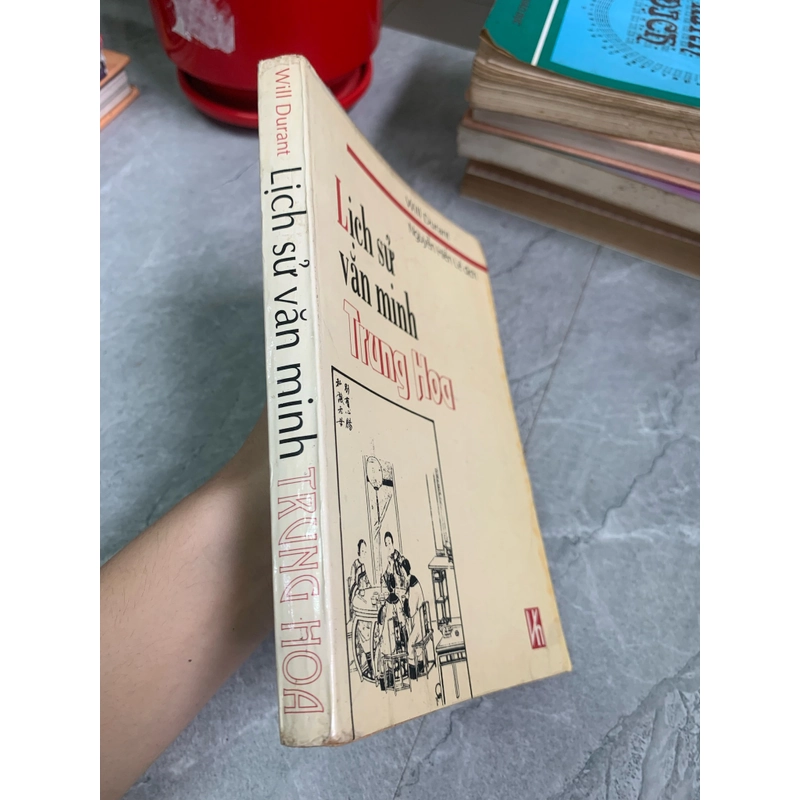 Will Durant Lịch sử văn minh TRUNG HOA
Will Durant
Nguyễn Hiến Lê dịch
Lịch sử
văn minh
Trung Hoa